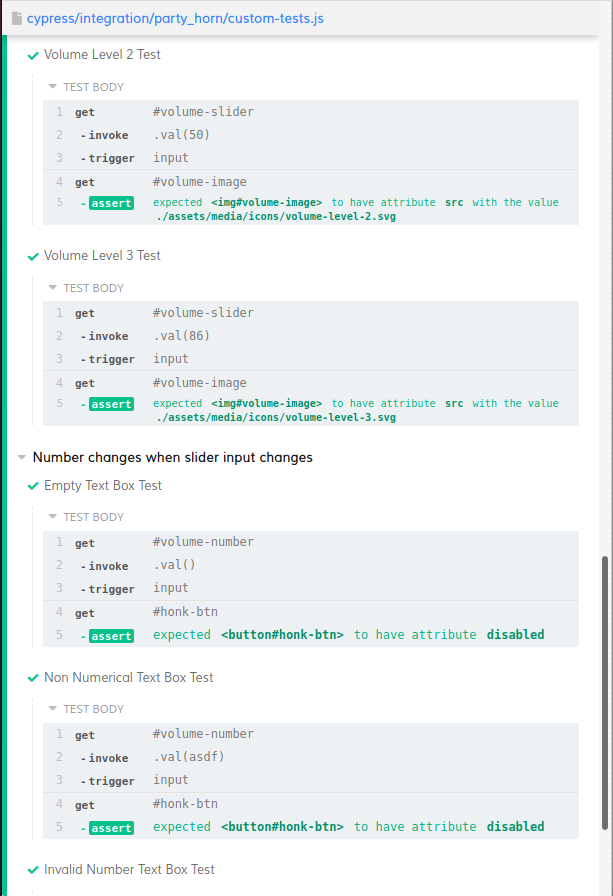 cypress/integration/party_horn/custom-tests.js
Volume Level 2 Test
TEST BODY
1 get #volume-slider
2 - invoke .val(50)
3 - trigger input
4 get #volume-image
5 - assert expected <img#volume-image> to have attribute src with the value
./assets/media/icons/volume-level-2.svg
Volume Level 3 Test
TEST BODY
1 get #volume-slider
2 - invoke .val(86)
3 - trigger input
4 get #volume-image
5 - assert expected <img#volume-image> to have attribute src with the value
./assets/media/icons/volume-level-3.svg
Number changes when slider input changes
Empty Text Box Test
TEST BODY
1 get #volume-number
2 - invoke .val()
3 - trigger input
4 get #honk-btn
5 - assert expected <button#honk-btn> to have attribute disabled
Non Numerical Text Box Test
TEST BODY
1 get #volume-number
2 - invoke .val(asdf)
3 - trigger input
4 get #honk-btn
5 - assert expected <button#honk-btn> to have attribute disabled
Invalid Number Text Box Test